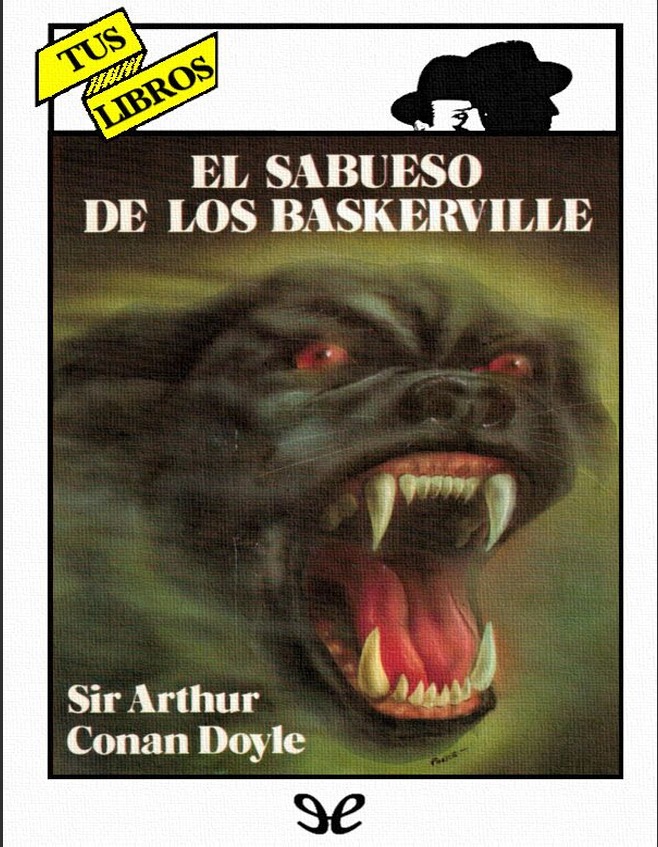 TUS
LIBROS
EL SABUESO
DE LOS BASKERVILLE
Sir Arthur
Conan Doyle